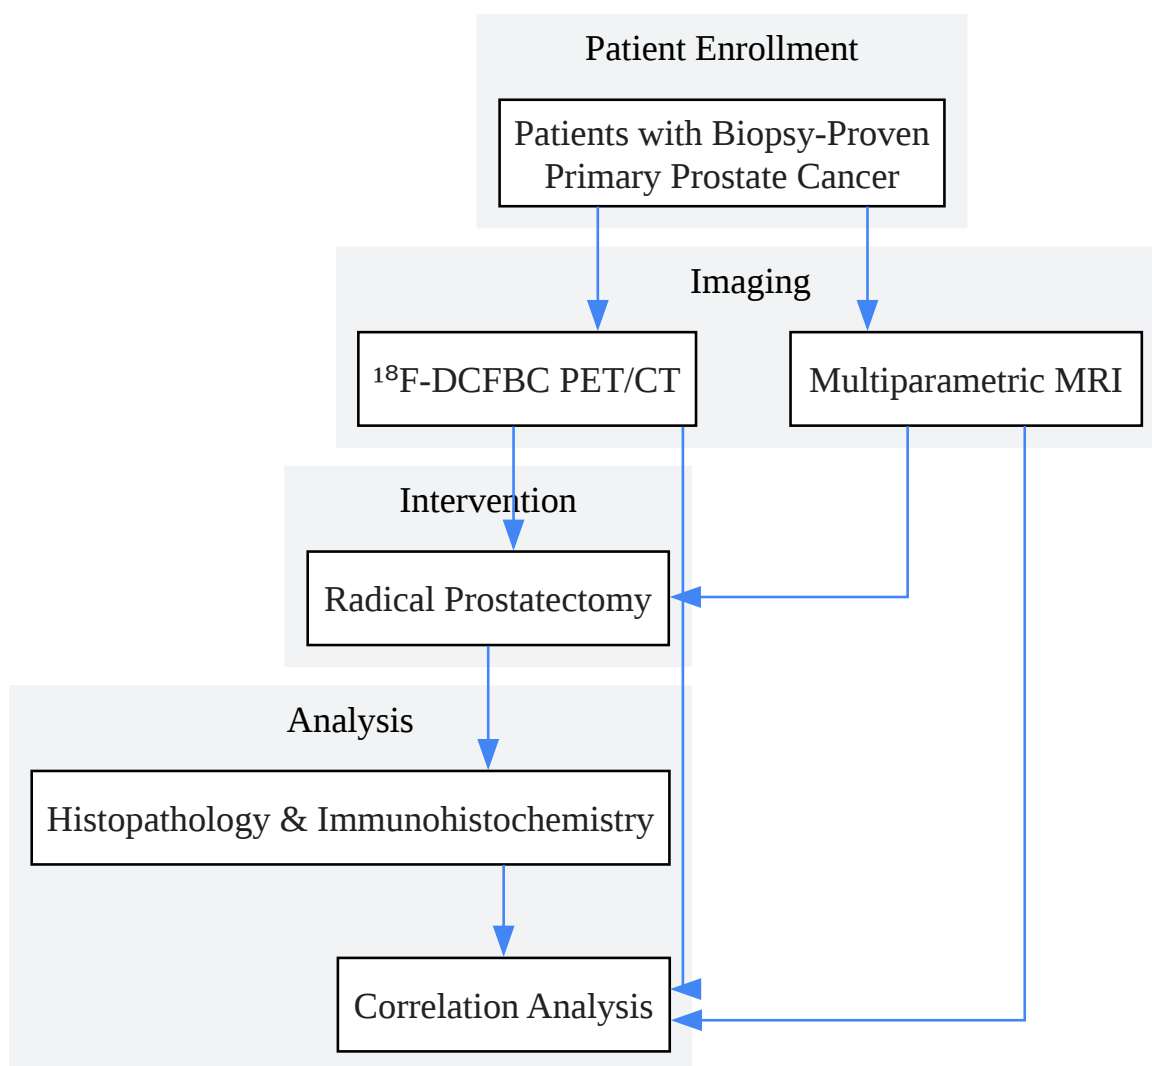 Patient Enrollment
Patients with Biopsy-Proven
Primary Prostate Cancer
Imaging
¹⁸F-DCFBC PET/CT
Multiparametric MRI
Intervention
Radical Prostatectomy
Analysis
Histopathology & Immunohistochemistry
Correlation Analysis